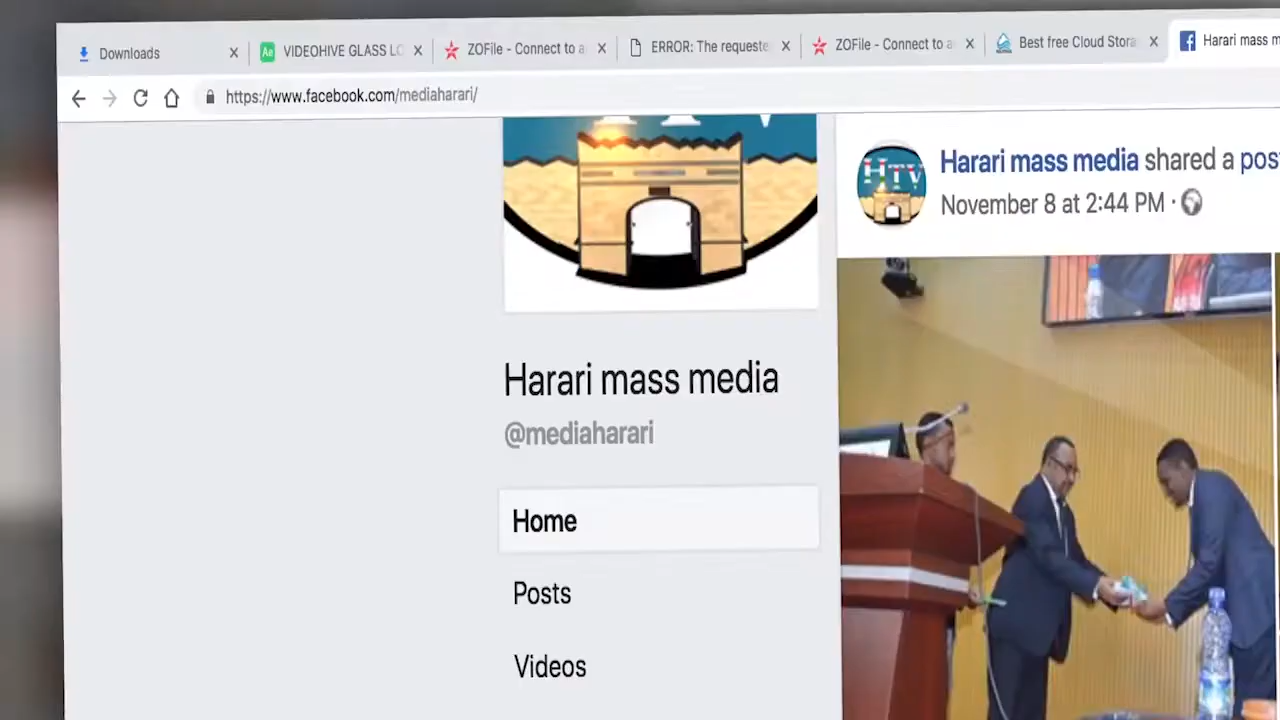 Downloads
VIDEOHIVE GLASS LO
ZOFile - Connect to a
ERROR: The requeste
ZOFile - Connect to a
Best free Cloud Stora
Harari mass m
https://www.facebook.com/mediaharari/
HTV
Harari mass media shared a pos
November 8 at 2:44 PM ·
Harari mass media
@mediaharari
Home
Posts
Videos